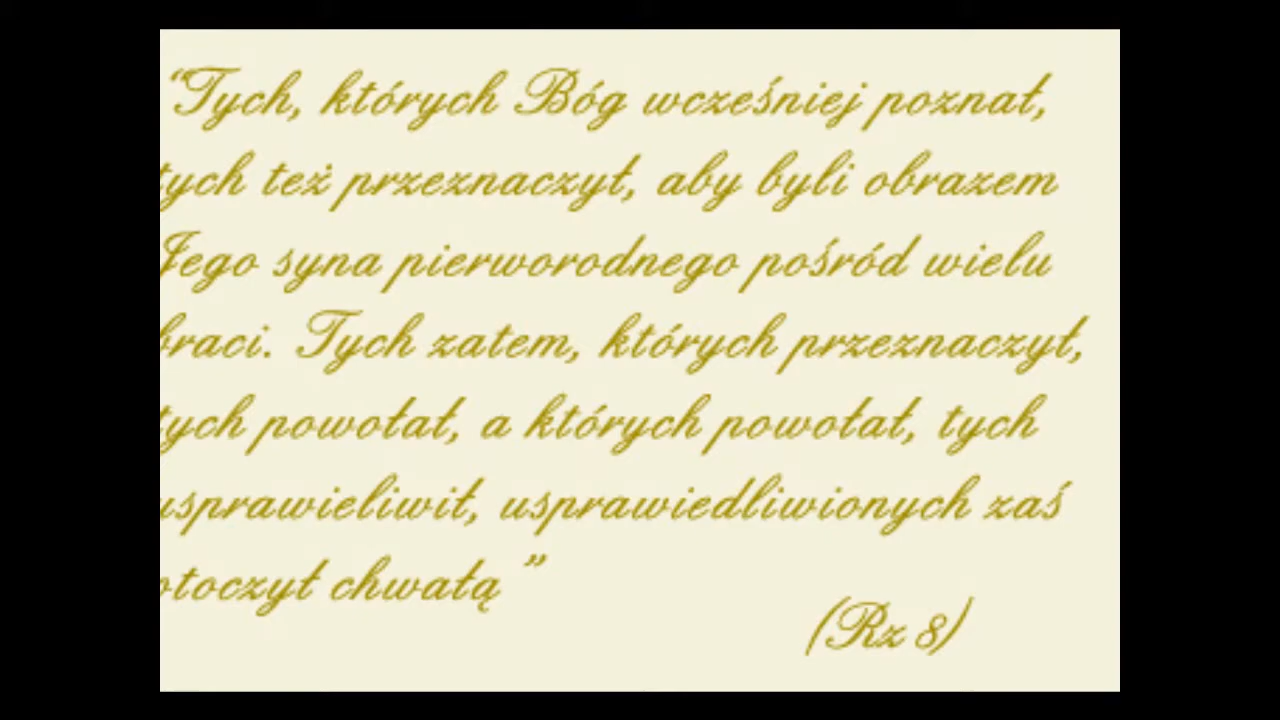 “Tych, których Bóg wcześniej poznał,
tych też przeznaczył, aby byli obrazem
Jego syna pierworodnego pośród wielu
braci. Tych zatem, których przeznaczył,
tych powołał, a których powołał, tych
usprawieliwił, usprawiedliwionych zaś
otoczył chwałą”
(Rz 8)